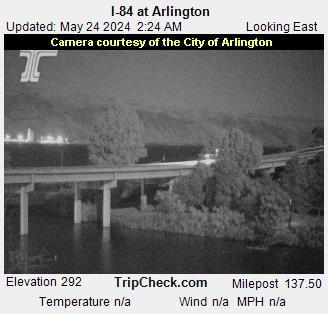 I-84 at Arlington
Updated: May 24 2024  2:24 AM Looking East
Camera courtesy of the City of Arlington
Elevation 292 TripCheck.com Milepost 137.50
Temperature n/a Wind n/a MPH n/a